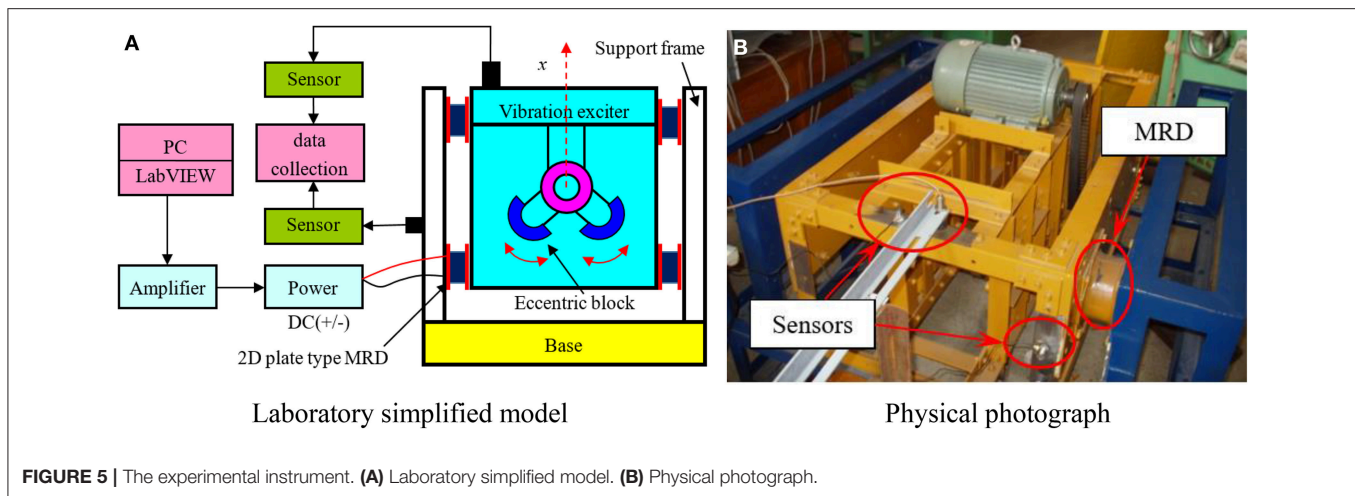 A
Sensor
x
Support frame
Vibration exciter
PC
LabVIEW
data
collection
Sensor
Amplifier
Power
DC(+/-)
Eccentric block
2D plate type MRD
Base
Laboratory simplified model
B
MRD
Sensors
Physical photograph
FIGURE 5 | The experimental instrument. (A) Laboratory simplified model. (B) Physical photograph.